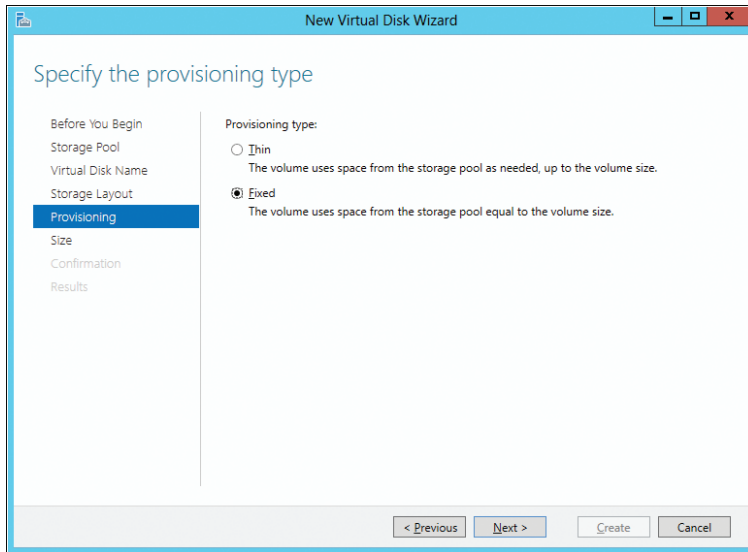 New Virtual Disk Wizard
Specify the provisioning type
Before You Begin
Storage Pool
Virtual Disk Name
Storage Layout
Provisioning
Size
Confirmation
Results
Provisioning type:
Thin
The volume uses space from the storage pool as needed, up to the volume size.
Fixed
The volume uses space from the storage pool equal to the volume size.
< Previous
Next >
Create
Cancel